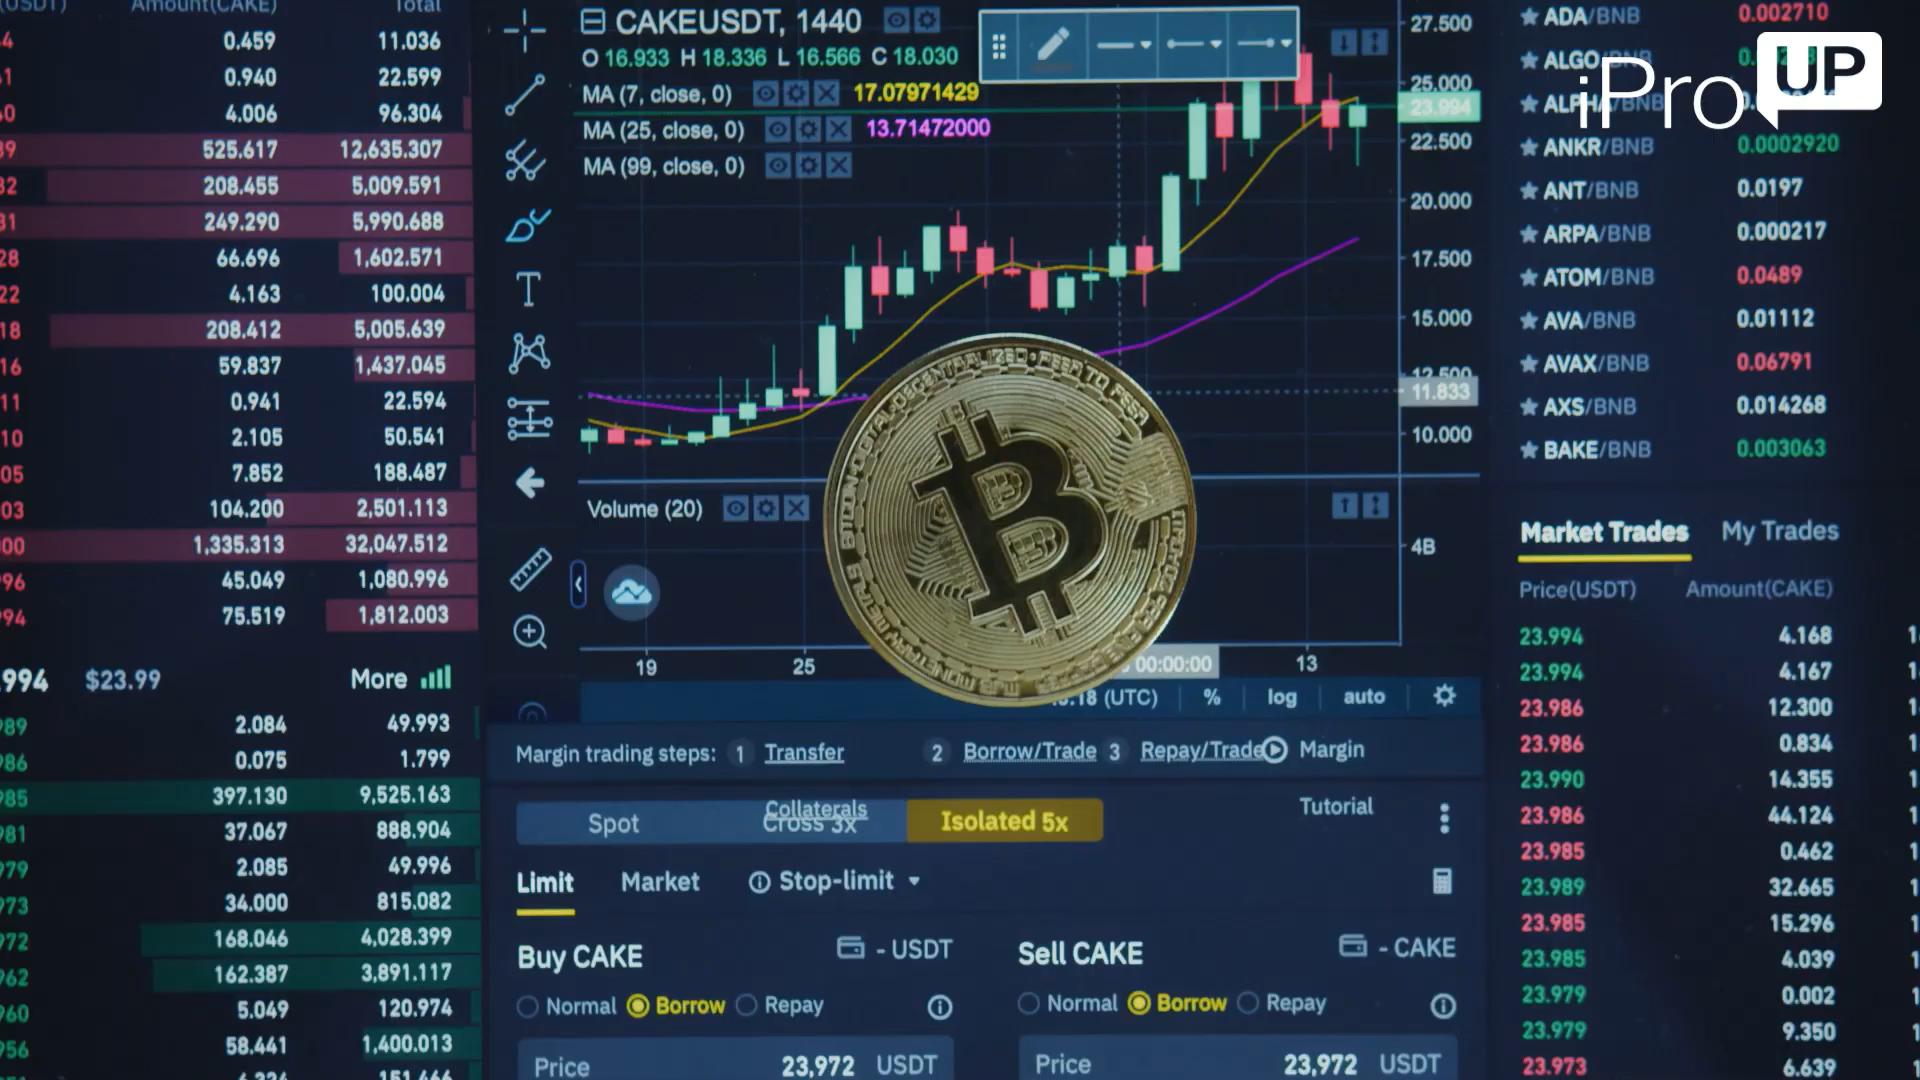 (USDT) Amount(CAKE) Total
0.459 11.036
0.940 22.599
4.006 96.304
525.617 12,635.307
208.455 5,009.591
249.290 5,990.688
66.696 1,602.571
4.163 100.004
208.412 5,005.639
59.837 1,437.045
0.941 22.594
2.105 50.541
7.852 188.487
104.200 2,501.113
1,335.313 32,047.512
45.049 1,080.996
75.519 1,812.003
.994 $23.99 More
2.084 49.993
0.075 1.799
397.130 9,525.163
37.067 888.904
2.085 49.996
34.000 815.082
168.046 4,028.399
162.387 3,891.117
5.049 120.974
58.441 1,400.013
CAKEUSDT, 1440
O 16.933 H 18.336 L 16.566 C 18.030
MA (7, close, 0) 17.07971429
MA (25, close, 0) 13.71472000
MA (99, close, 0)
27.500
25.000
23.994
22.500
20.000
17.500
15.000
12.500
11.833
10.000
Volume (20)
4B
19 25 00:00:00 13
(UTC) % log auto
BITCOIN DIGITAL DECENTRALIZED PEER TO PEER
Margin trading steps: 1 Transfer 2 Borrow/Trade 3 Repay/Trade Margin
Collaterals Tutorial
Spot Cross 3x Isolated 5x
Limit Market Stop-limit
Buy CAKE - USDT
Normal Borrow Repay
Price 23,972 USDT
Sell CAKE - CAKE
Normal Borrow Repay
Price 23,972 USDT
iProUP
ADA/BNB 0.002710
ALGO/BNB
ALPHA/BNB
ANKR/BNB 0.0002920
ANT/BNB 0.0197
ARPA/BNB 0.000217
ATOM/BNB 0.0489
AVA/BNB 0.01112
AVAX/BNB 0.06791
AXS/BNB 0.014268
BAKE/BNB 0.003063
Market Trades My Trades
Price(USDT) Amount(CAKE)
23.994 4.168
23.994 4.167
23.986 12.300
23.986 0.834
23.990 14.355
23.986 44.124
23.985 0.462
23.989 32.665
23.985 15.296
23.985 4.039
23.979 0.002
23.979 9.350
23.973 6.639